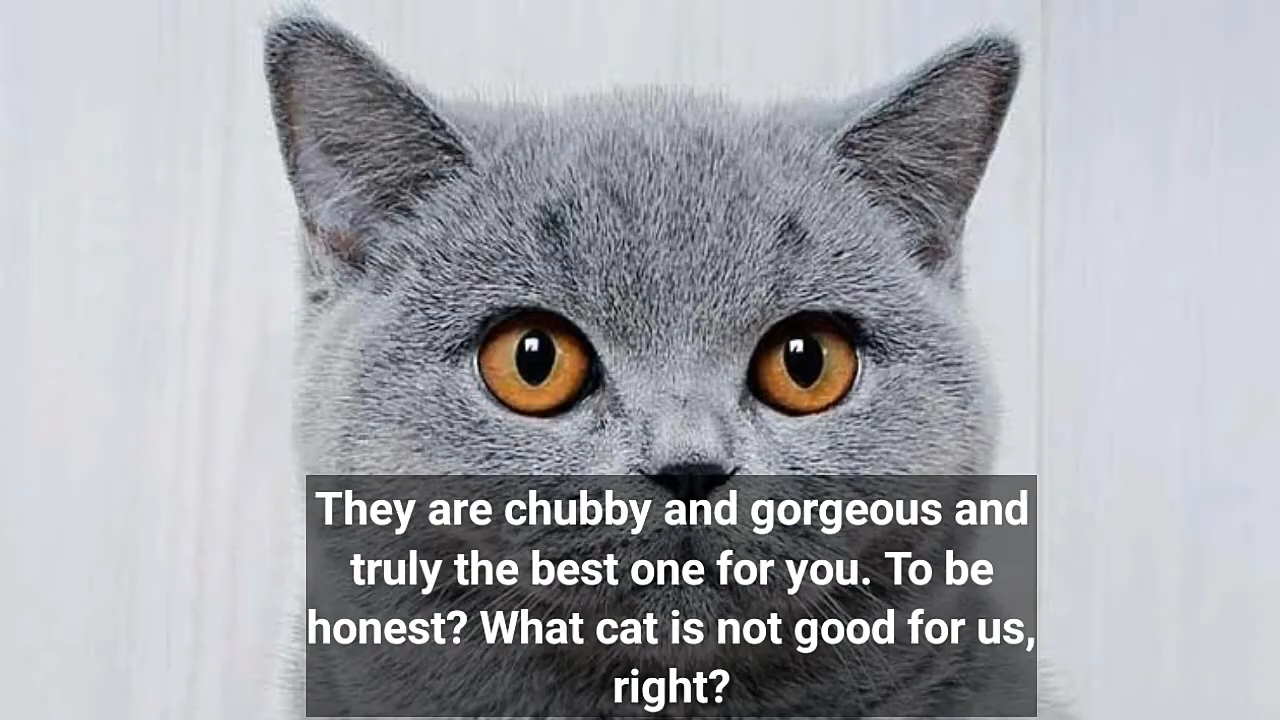 They are chubby and gorgeous and
truly the best one for you. To be
honest? What cat is not good for us,
right?